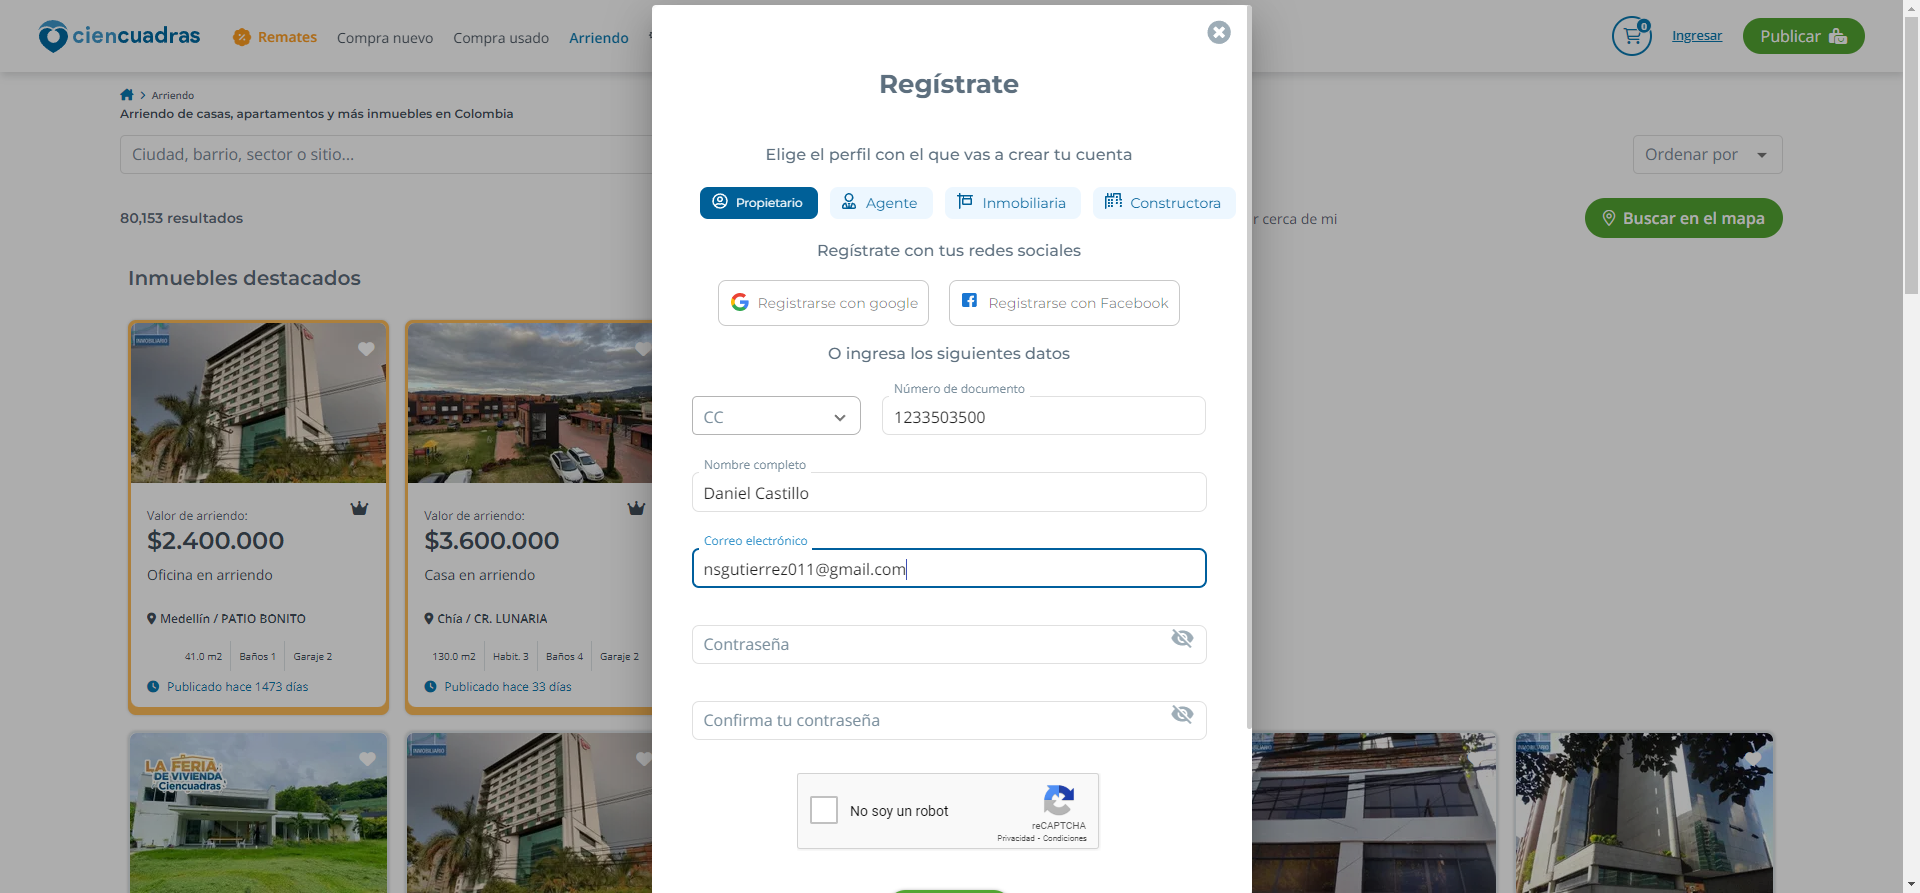 ciencuadras
Remates
Compra nuevo
Compra usado
Arriendo
0
Ingresar
Publicar
Arriendo
Arriendo de casas, apartamentos y más inmuebles en Colombia
Ciudad, barrio, sector o sitio...
Ordenar por
80,153 resultados
r cerca de mi
Buscar en el mapa
Inmuebles destacados
INMOBILIARIO
Valor de arriendo:
$2.400.000
Oficina en arriendo
Medellín / PATIO BONITO
41.0 m2
Baños 1
Garaje 2
Publicado hace 1473 días
Valor de arriendo:
$3.600.000
Casa en arriendo
Chía / CR. LUNARIA
130.0 m2
Habit. 3
Baños 4
Garaje 2
Publicado hace 33 días
LA FERIA
DE VIVIENDA
Ciencuadras
INMOBILIARIO
INMOBILIARIO
INMOBILIARIO
Regístrate
Elige el perfil con el que vas a crear tu cuenta
Propietario
Agente
Inmobiliaria
Constructora
Regístrate con tus redes sociales
Registrarse con google
Registrarse con Facebook
O ingresa los siguientes datos
CC
Número de documento
1233503500
Nombre completo
Daniel Castillo
Correo electrónico
nsgutierrez011@gmail.com
Contraseña
Confirma tu contraseña
No soy un robot
reCAPTCHA
Privacidad - Condiciones